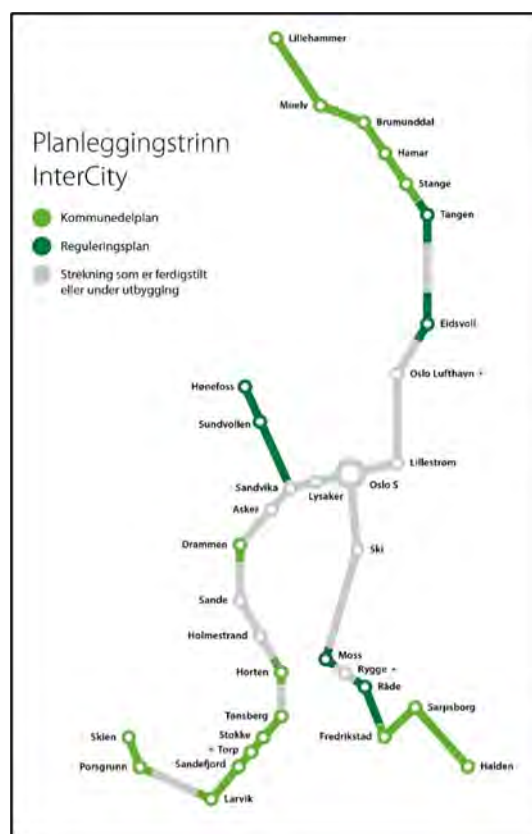 Planleggingstrinn
InterCity
Kommunedelplan
Reguleringsplan
Strekning som er ferdigstilt
eller under utbygging
Lillehammer
Moelv
Brumunddal
Hamar
Stange
Tangen
Eidsvoll
Oslo Lufthavn +
Hønefoss
Sundvollen
Lillestrøm
Sandvika
Lysaker
Oslo S
Asker
Drammen
Ski
Sande
Holmestrand
Moss
Rygge +
Horten
Råde
Sarpsborg
Tønsberg
Fredrikstad
Stokke
+ Torp
Skien
Sandefjord
Porsgrunn
Halden
Larvik